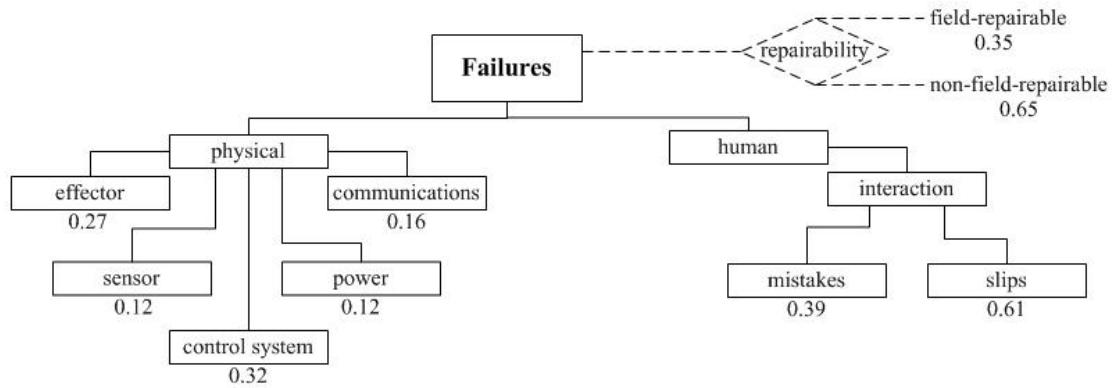 field-repairable
0.35
repairability
Failures
non-field-repairable
0.65
physical
human
effector
0.27
communications
0.16
interaction
sensor
0.12
power
0.12
mistakes
0.39
slips
0.61
control system
0.32